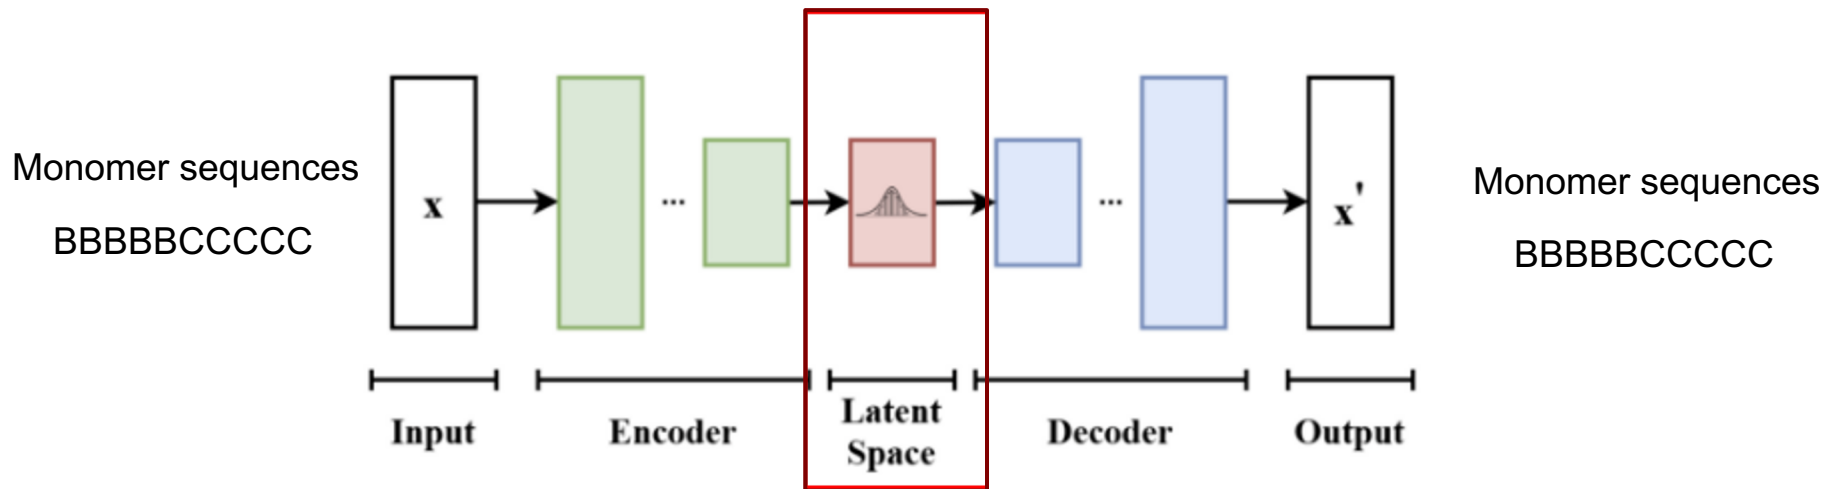 Monomer sequences
BBBBBCCCCC
x
...
...
x'
Monomer sequences
BBBBBCCCCC
Input
Encoder
Latent
Space
Decoder
Output